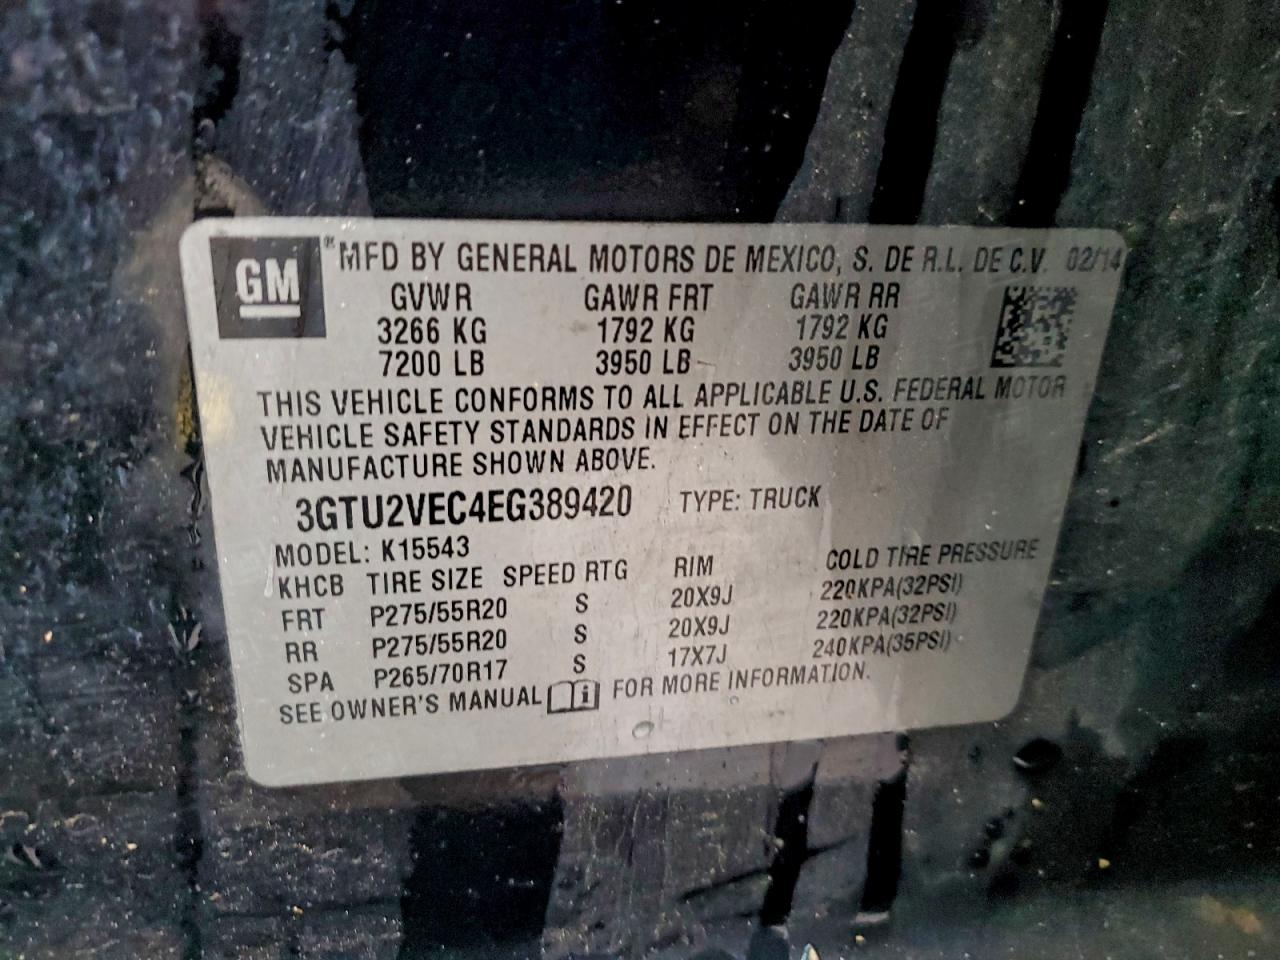 GM ® MFD BY GENERAL MOTORS DE MEXICO, S. DE R.L. DE C.V. 02/14
GVWR GAWR FRT GAWR RR
3266 KG 1792 KG 1792 KG
7200 LB 3950 LB 3950 LB
THIS VEHICLE CONFORMS TO ALL APPLICABLE U.S. FEDERAL MOTOR
VEHICLE SAFETY STANDARDS IN EFFECT ON THE DATE OF
MANUFACTURE SHOWN ABOVE.
3GTU2VEC4EG389420 TYPE: TRUCK
MODEL: K15543
KHCB TIRE SIZE SPEED RTG RIM COLD TIRE PRESSURE
FRT P275/55R20 S 20X9J 220KPA(32PSI)
RR P275/55R20 S 20X9J 220KPA(32PSI)
SPA P265/70R17 S 17X7J 240KPA(35PSI)
SEE OWNER'S MANUAL i FOR MORE INFORMATION.